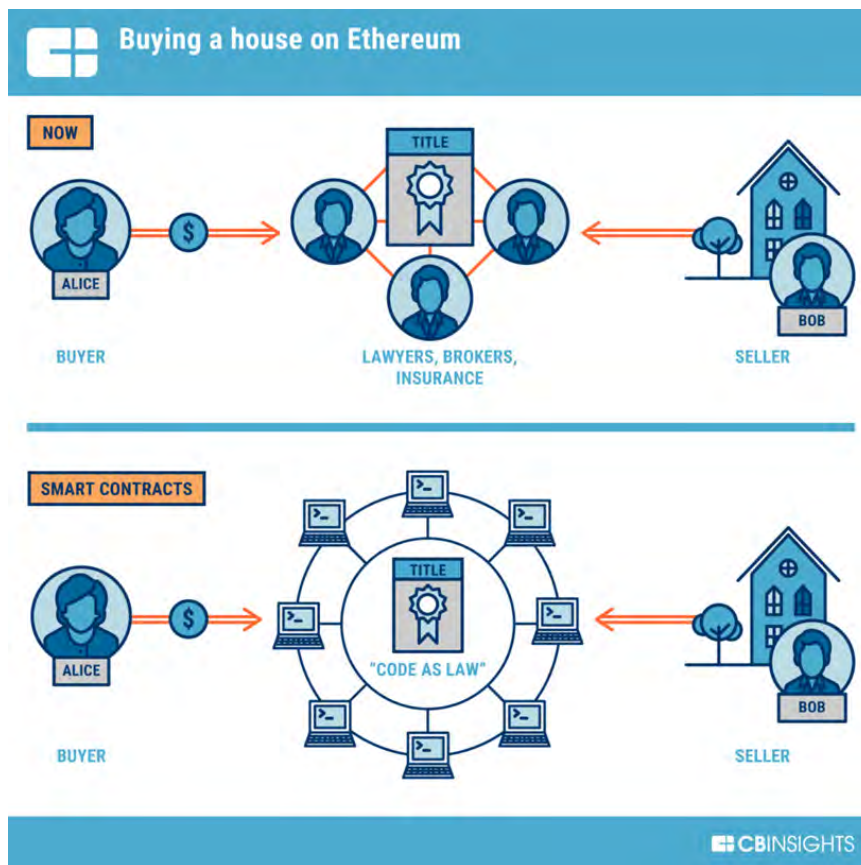 Buying a house on Ethereum
NOW
TITLE
$
ALICE
BOB
BUYER
LAWYERS, BROKERS,
INSURANCE
SELLER
SMART CONTRACTS
>_
>_
>_
TITLE
$
>_
>_
ALICE
"CODE AS LAW"
BOB
>_
>_
>_
BUYER
SELLER
CBINSIGHTS